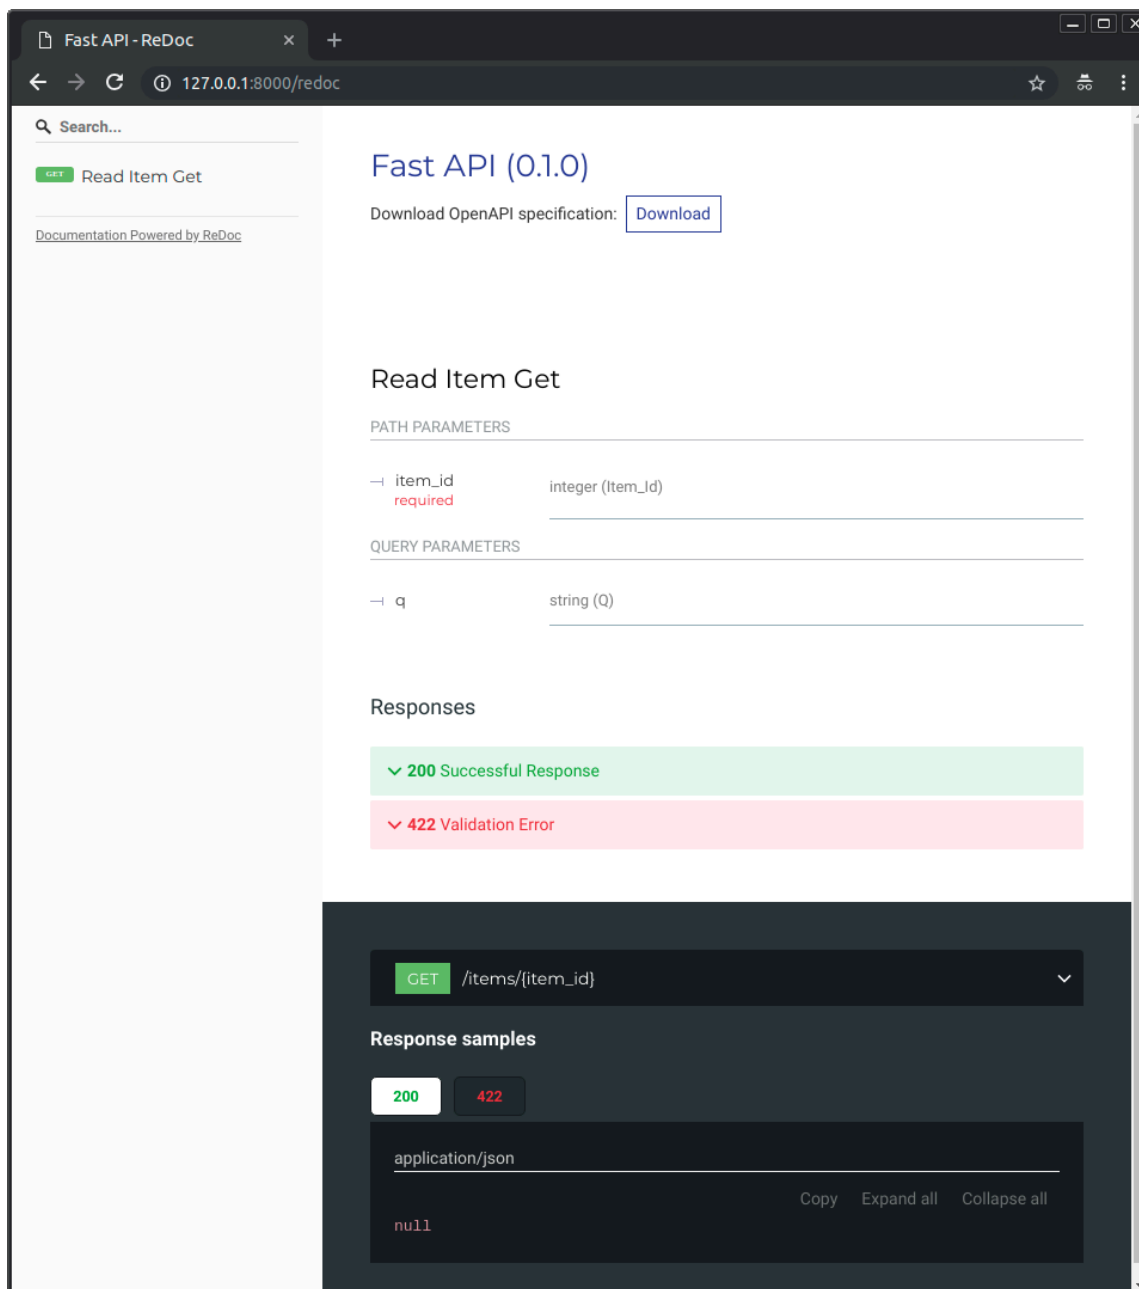 Fast API - ReDoc
127.0.0.1:8000/redoc
Search...
GET Read Item Get
Documentation Powered by ReDoc
Fast API (0.1.0)
Download OpenAPI specification: Download
Read Item Get
PATH PARAMETERS
item_id
required
integer (Item_Id)
QUERY PARAMETERS
q
string (Q)
Responses
200 Successful Response
422 Validation Error
GET /items/{item_id}
Response samples
200 422
application/json
Copy Expand all Collapse all
null